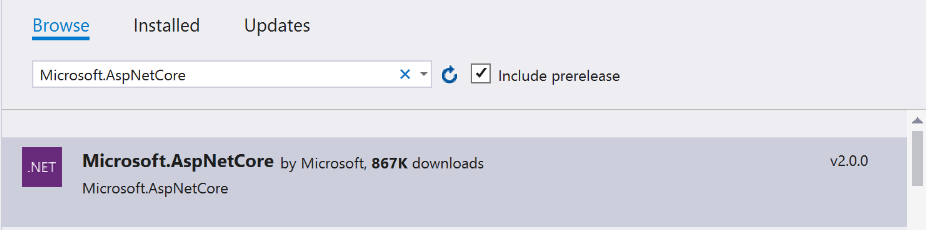 Browse Installed Updates
Microsoft.AspNetCore
Include prerelease
.NET
Microsoft.AspNetCore by Microsoft, 867K downloads
v2.0.0
Microsoft.AspNetCore